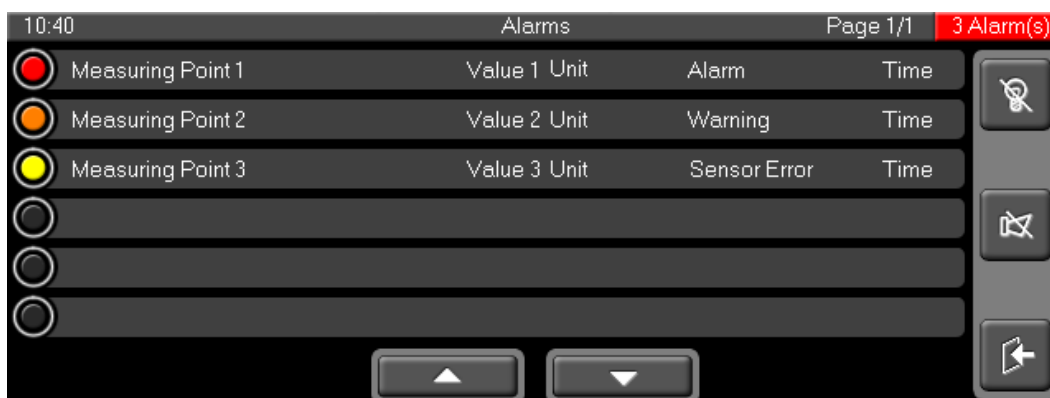 10:40 Alarms Page 1/1 3 Alarm(s)
Measuring Point 1 Value 1 Unit Alarm Time
Measuring Point 2 Value 2 Unit Warning Time
Measuring Point 3 Value 3 Unit Sensor Error Time